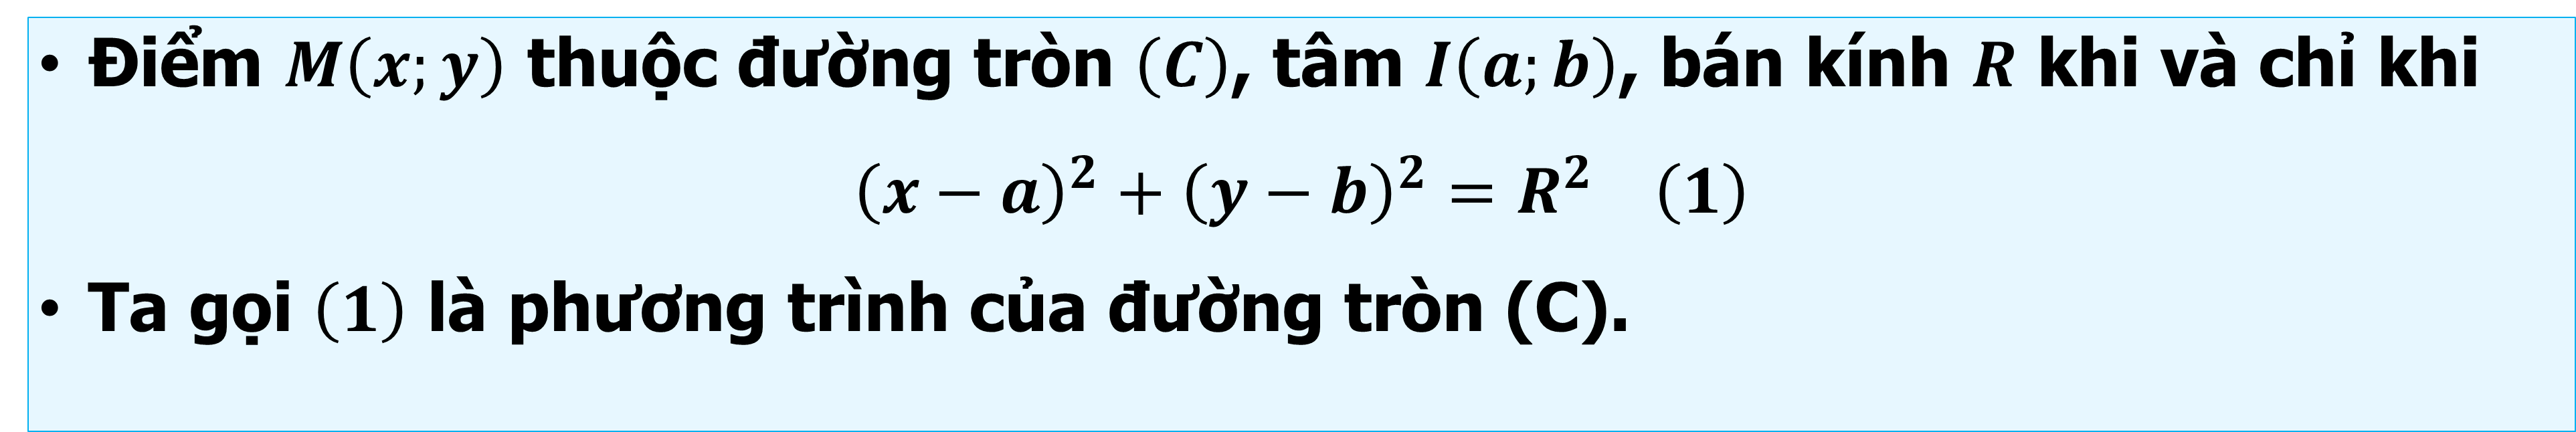 • Điểm M(x; y) thuộc đường tròn (C), tâm I(a; b), bán kính R khi và chỉ khi
(x − a)² + (y − b)² = R² (1)
• Ta gọi (1) là phương trình của đường tròn (C).